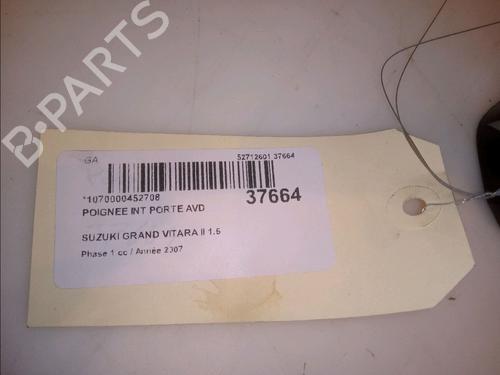 B-PARTS
GA
52712601 37664
*1070000452708
37664
POIGNEE INT PORTE AVD
SUZUKI GRAND VITARA II 1.6
Phase 1 cc / Année 2007